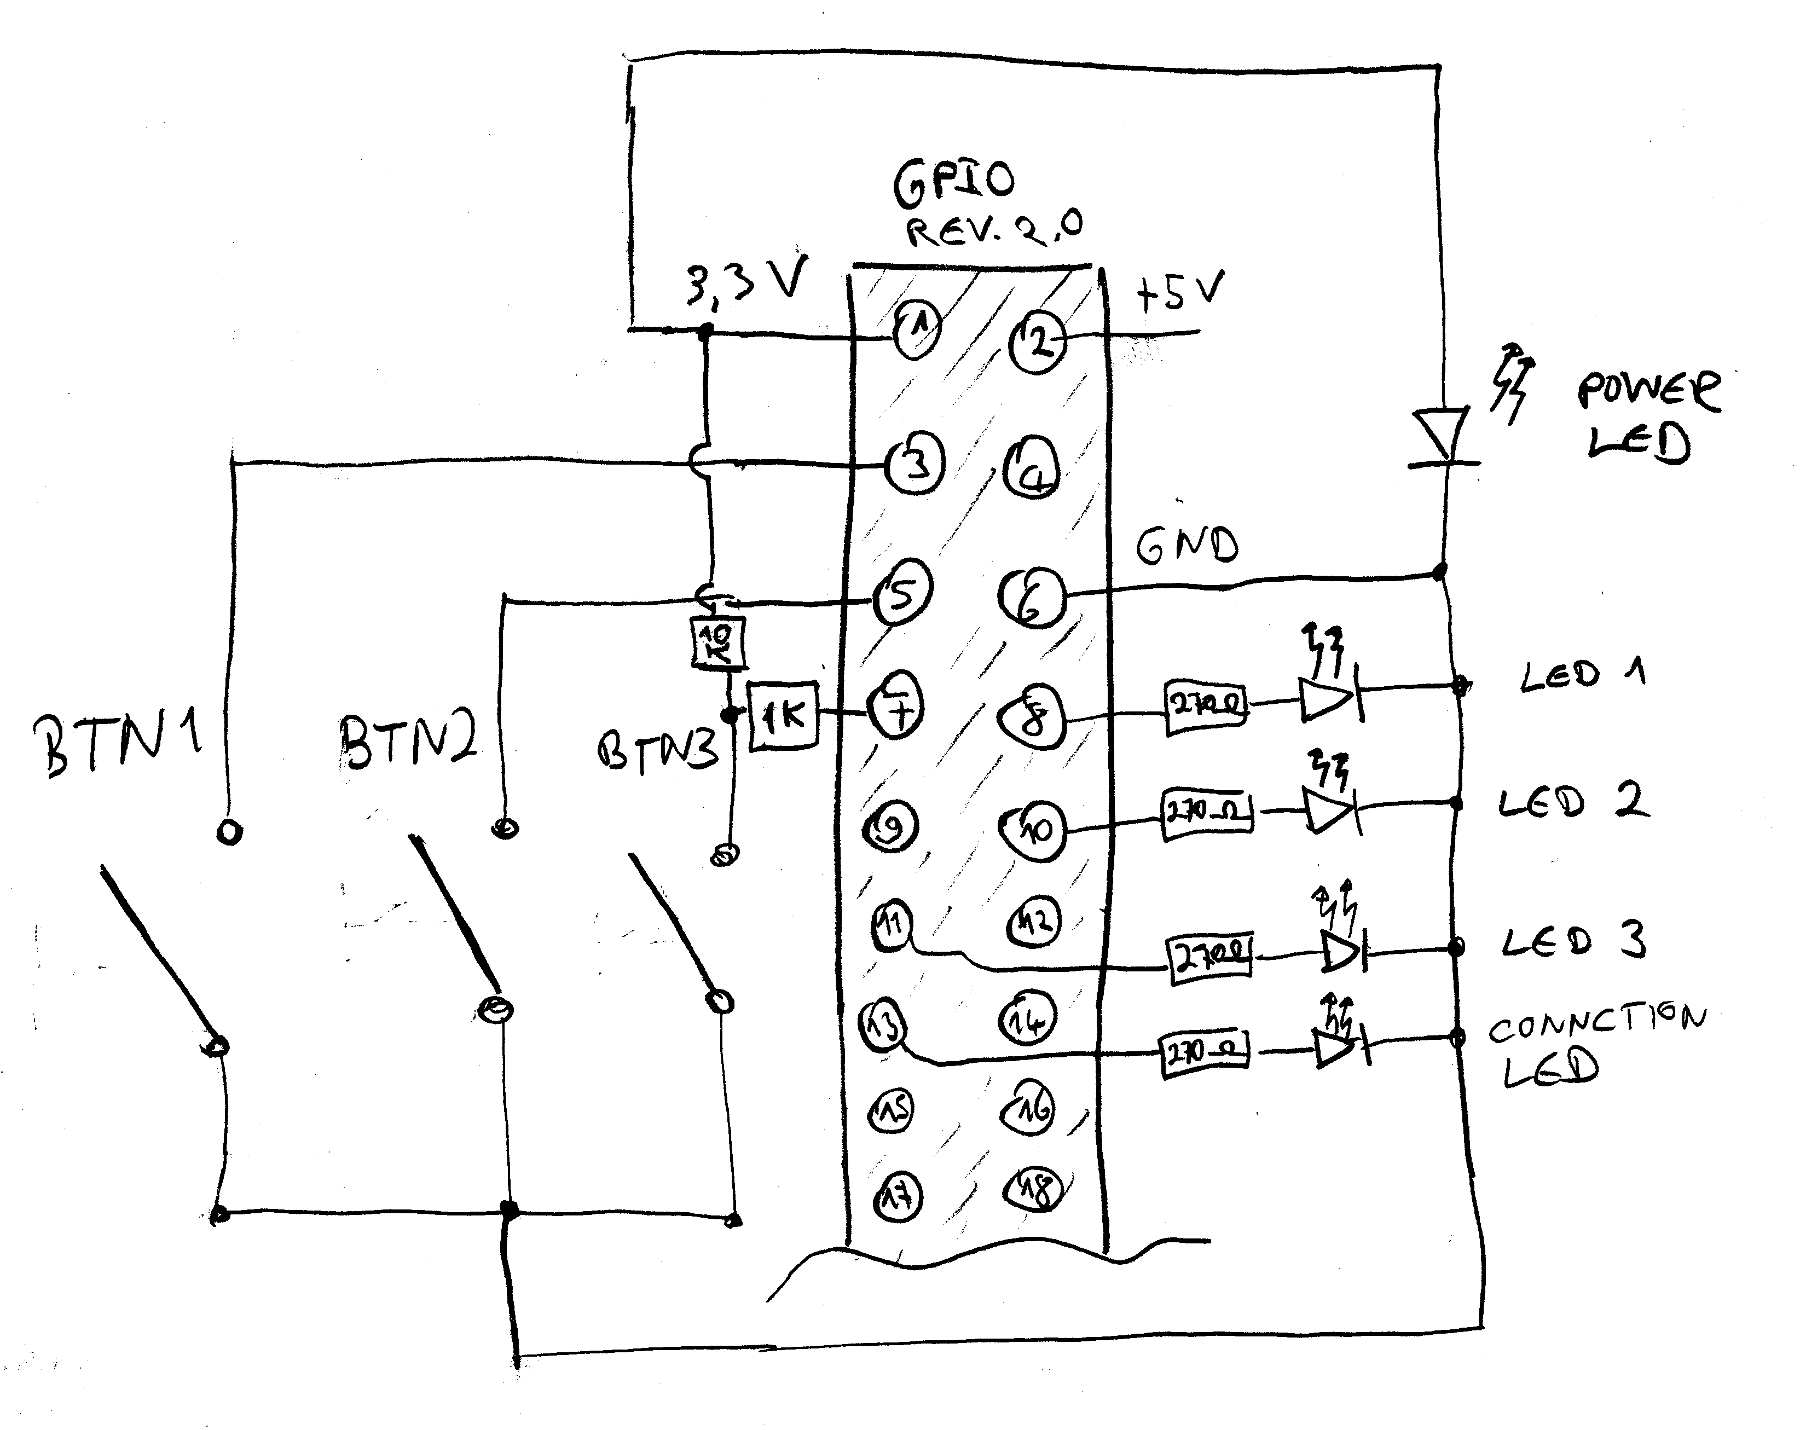 GPIO
REV. 2,0
3,3 V
+5V
1
2
POWER
LED
3
4
GND
5
6
10
K
LED 1
BTN1
BTN2
BTN3
1K
7
8
270Ω
9
10
270Ω
LED 2
11
12
270Ω
LED 3
13
14
270Ω
CONNCTION
LED
15
16
17
18